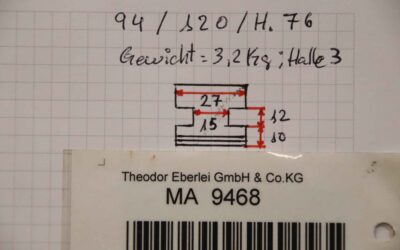 94 / 120 / H. 76
Gewicht = 3,2 Kg ; Halle 3
27
15
12
10
Theodor Eberlei GmbH & Co.KG
MA 9468